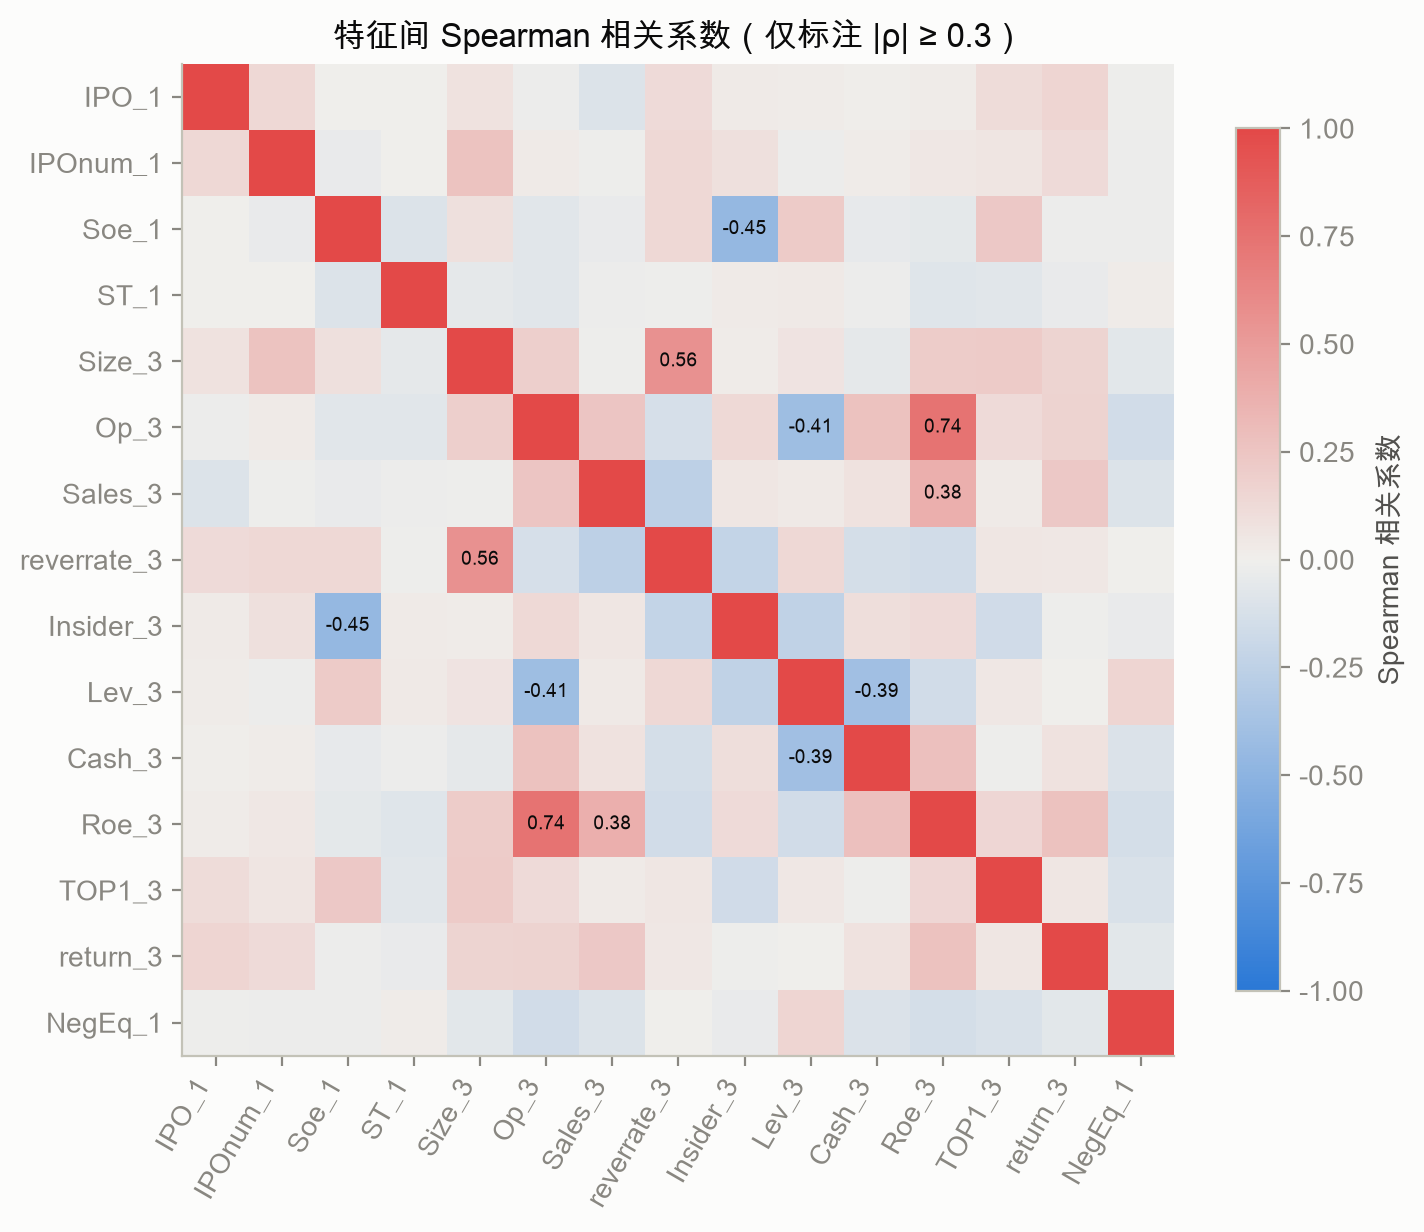 特征间 Spearman 相关系数（仅标注 |ρ| ≥ 0.3）
IPO_1
IPOnum_1
Soe_1
-0.45
ST_1
Size_3
0.56
Op_3
-0.41
0.74
Sales_3
0.38
reverrate_3
0.56
Insider_3
-0.45
Lev_3
-0.41
-0.39
Cash_3
-0.39
Roe_3
0.74
0.38
TOP1_3
return_3
NegEq_1
IPO_1
IPOnum_1
Soe_1
ST_1
Size_3
Op_3
Sales_3
reverrate_3
Insider_3
Lev_3
Cash_3
Roe_3
TOP1_3
return_3
NegEq_1
1.00
0.75
0.50
0.25
0.00
-0.25
-0.50
-0.75
-1.00
Spearman 相关系数